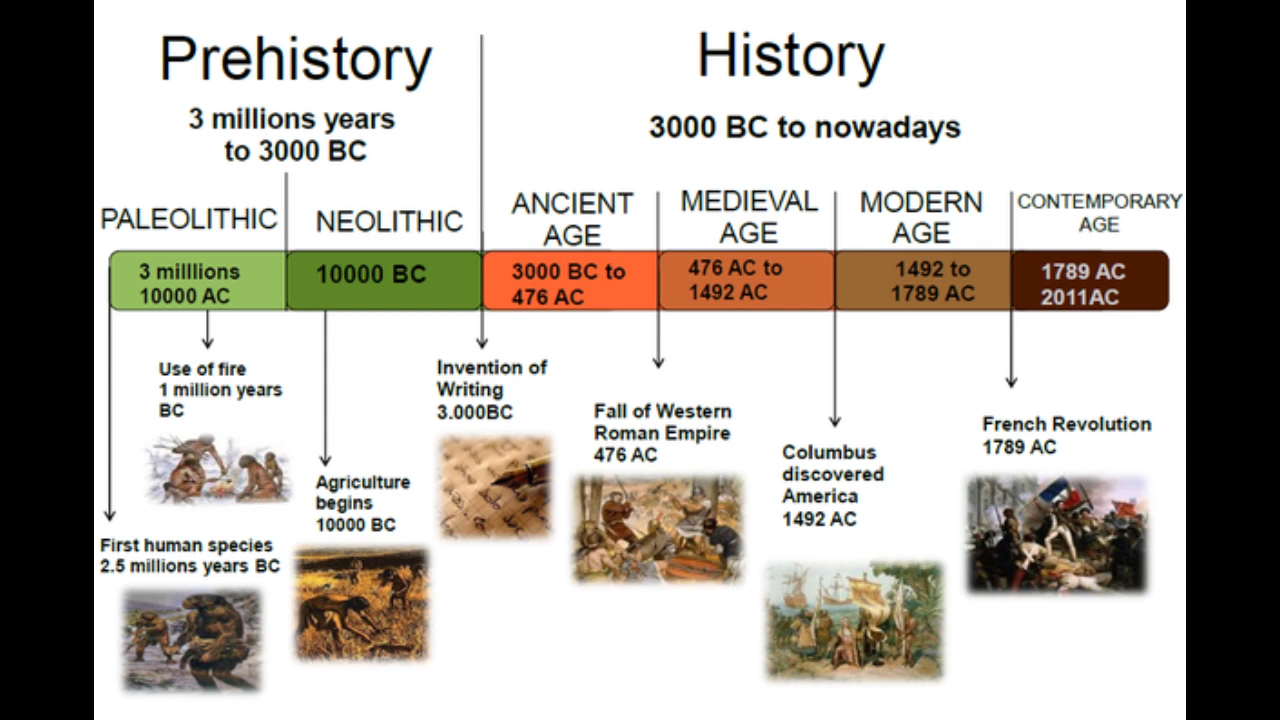 Prehistory
3 millions years
to 3000 BC
History
3000 BC to nowadays
PALEOLITHIC
NEOLITHIC
ANCIENT
AGE
MEDIEVAL
AGE
MODERN
AGE
CONTEMPORARY
AGE
3 milllions
10000 AC
10000 BC
3000 BC to
476 AC
476 AC to
1492 AC
1492 to
1789 AC
1789 AC
2011AC
Use of fire
1 million years
BC
First human species
2.5 millions years BC
Agriculture
begins
10000 BC
Invention of
Writing
3.000BC
Fall of Western
Roman Empire
476 AC
Columbus
discovered
America
1492 AC
French Revolution
1789 AC